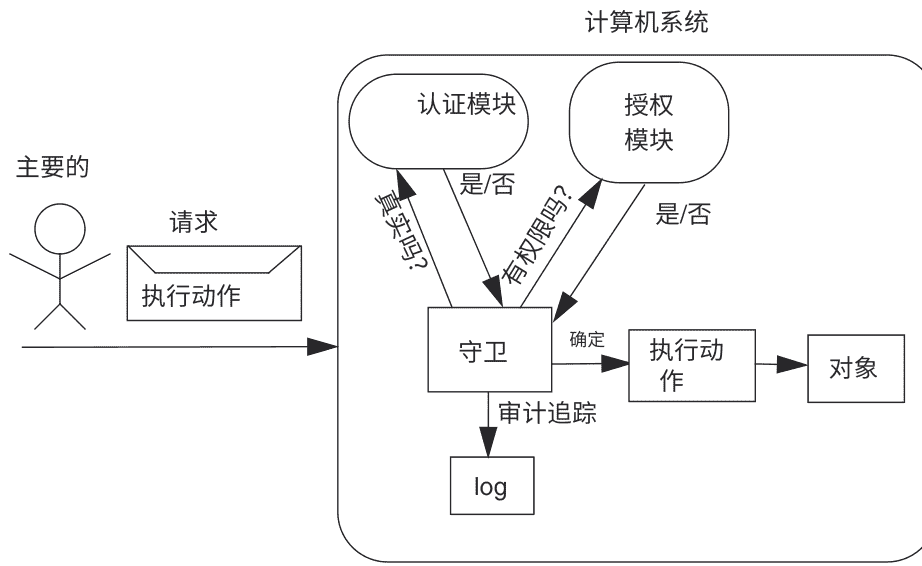 计算机系统
认证模块
授权
模块
主要的
请求
执行动作
真实吗?
是/否
有权限吗?
是/否
守卫
确定
执行动
作
对象
审计追踪
log